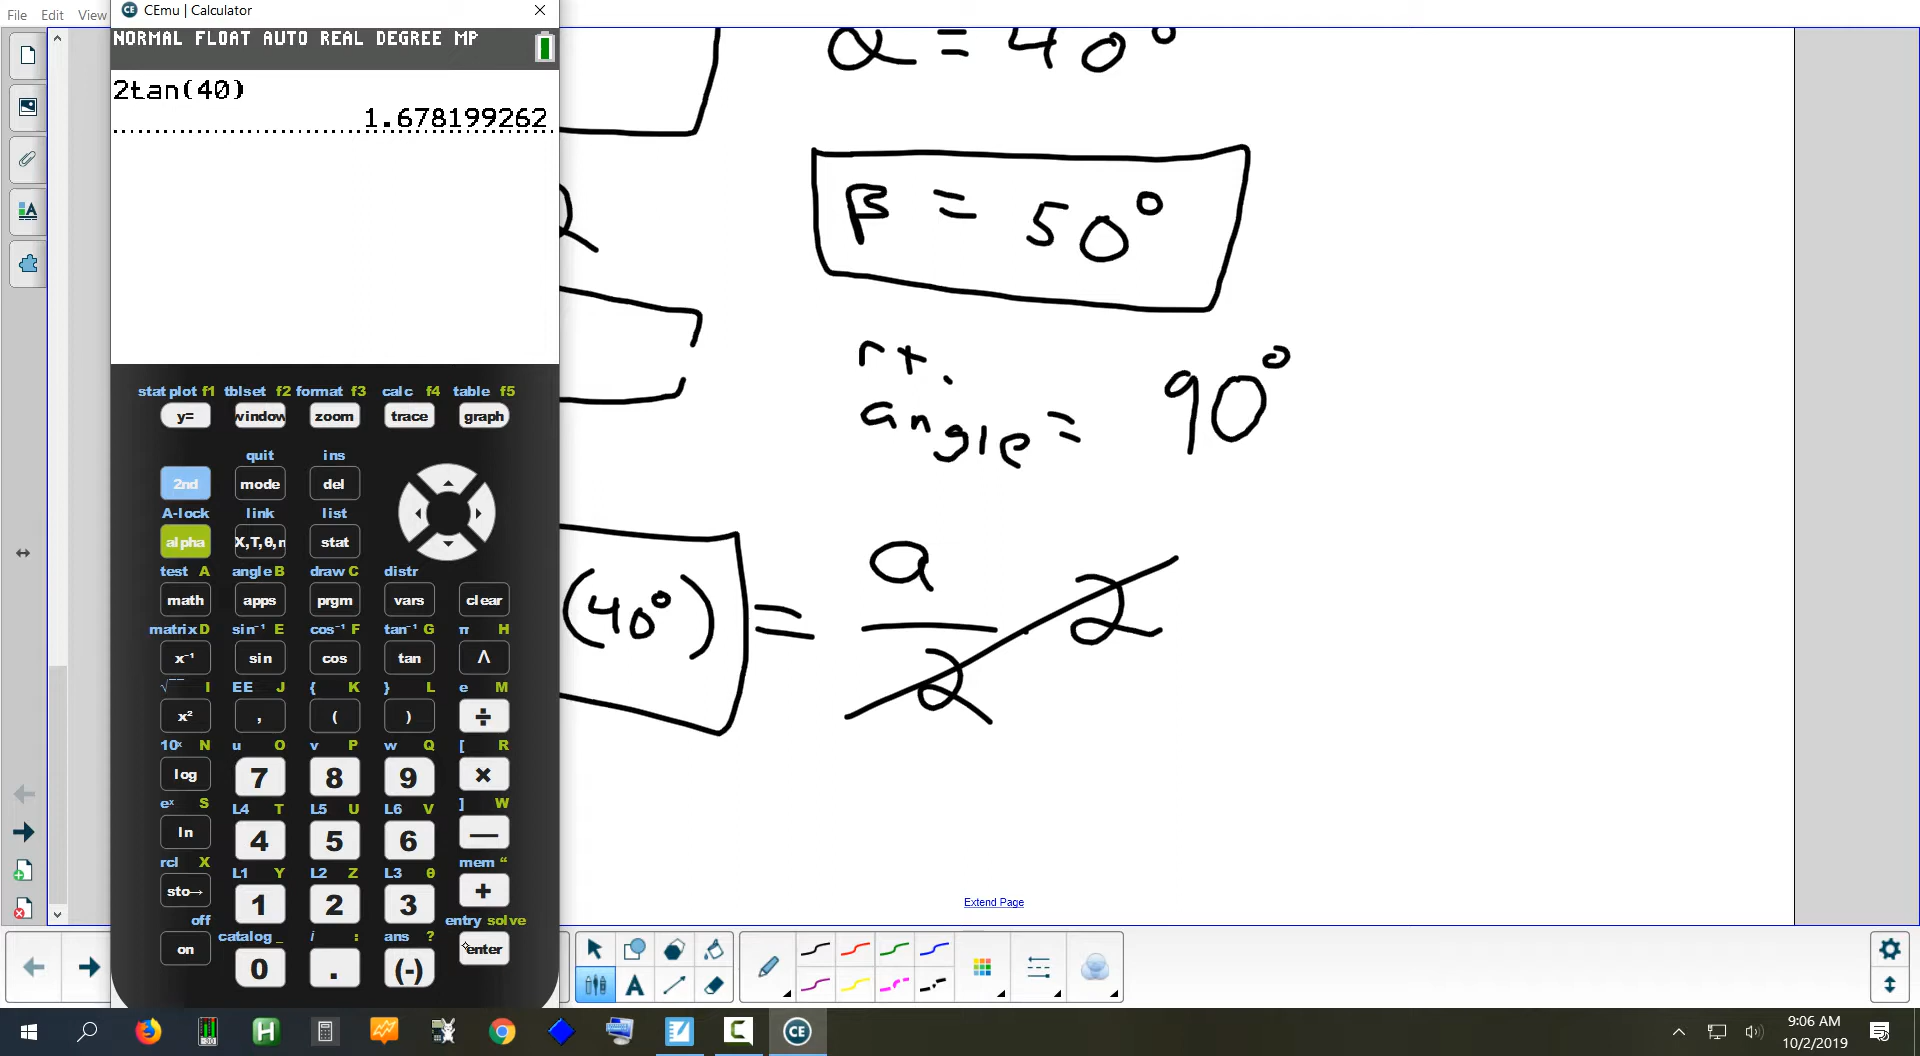 File Edit View
CEmu | Calculator
NORMAL FLOAT AUTO REAL DEGREE MP
2tan(40)
1.678199262
α = 40°
β = 50°
rt.
angle = 90°
(40°) = a/2 · 2
stat plot f1 tblset f2 format f3 calc f4 table f5
y= window zoom trace graph
quit ins
2nd mode del
A-lock link list
alpha X,T,θ,n stat
test A angle B draw C distr
math apps prgm vars clear
matrix D sin⁻¹ E cos⁻¹ F tan⁻¹ G π H
x⁻¹ sin cos tan ^
√ I EE J { K } L e M
x² , ( ) ÷
10ˣ N u O v P w Q [ R
log 7 8 9 ×
eˣ S L4 T L5 U L6 V ] W
ln 4 5 6 —
rcl X L1 Y L2 Z L3 θ mem "
sto→ 1 2 3 +
off catalog _ i : ans ? entry solve
on 0 . (-) enter
Extend Page
A
H
CE
9:06 AM
10/2/2019